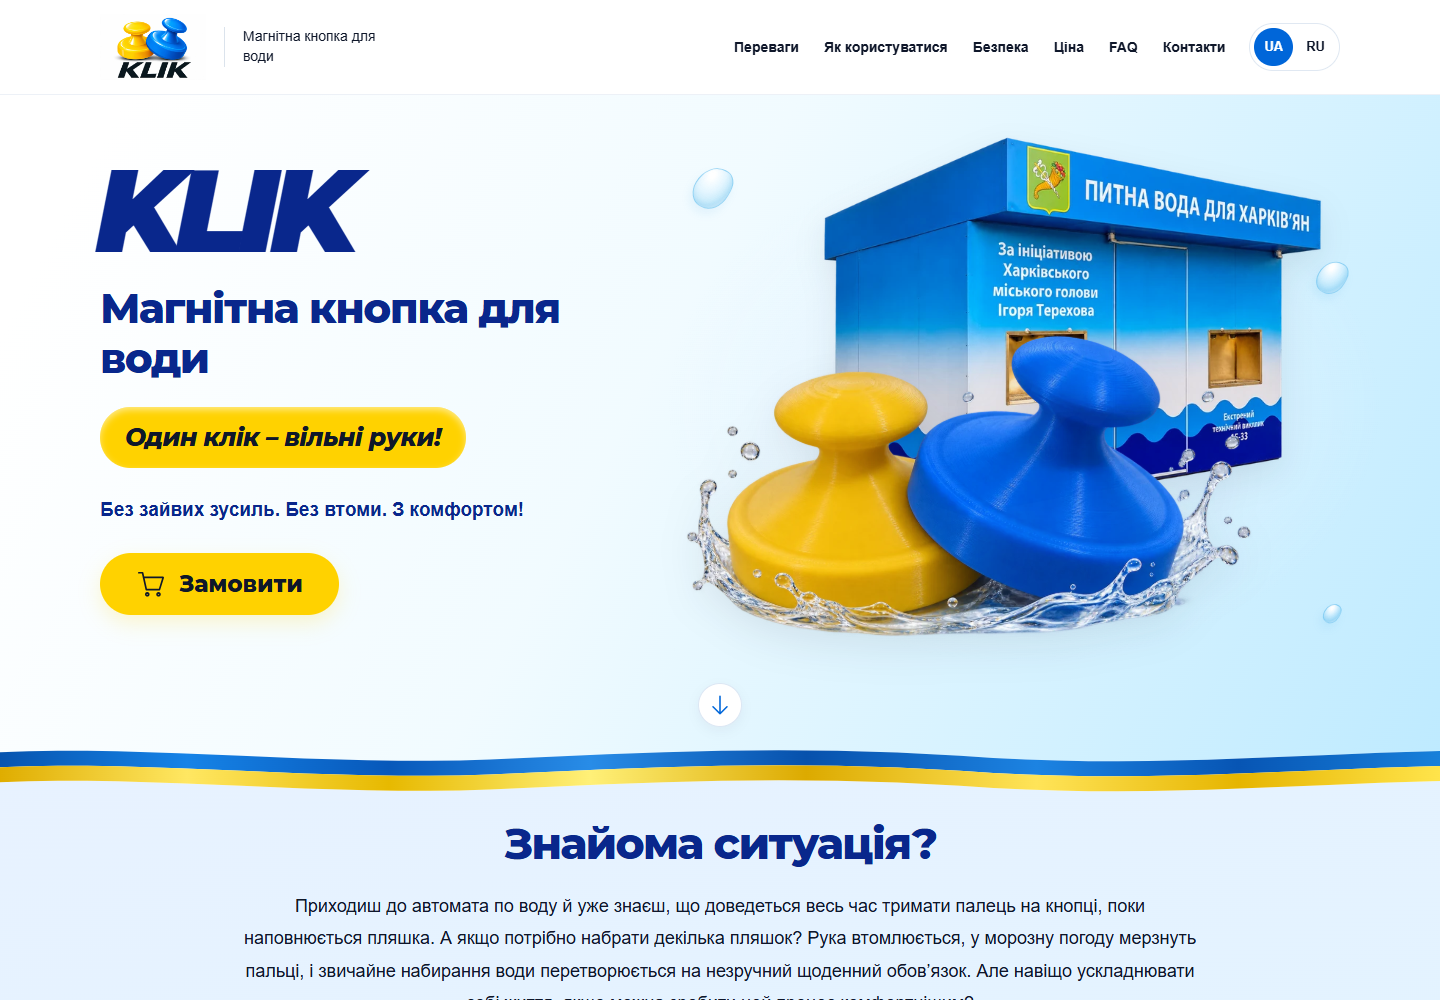 KLIK
Магнітна кнопка для
води
Переваги
Як користуватися
Безпека
Ціна
FAQ
Контакти
UA
RU
KLIK
Магнітна кнопка для
води
Один клік – вільні руки!
Без зайвих зусиль. Без втоми. З комфортом!
Замовити
ПИТНА ВОДА ДЛЯ ХАРКІВ'ЯН
За ініціативою
Харківського
міського голови
Ігоря Терехова
Екстрений
технічний виклик
Знайома ситуація?
Приходиш до автомата по воду й уже знаєш, що доведеться весь час тримати палець на кнопці, поки
наповнюється пляшка. А якщо потрібно набрати декілька пляшок? Рука втомлюється, у морозну погоду мерзнуть
пальці, і звичайне набирання води перетворюється на незручний щоденний обов’язок. Але навіщо ускладнювати